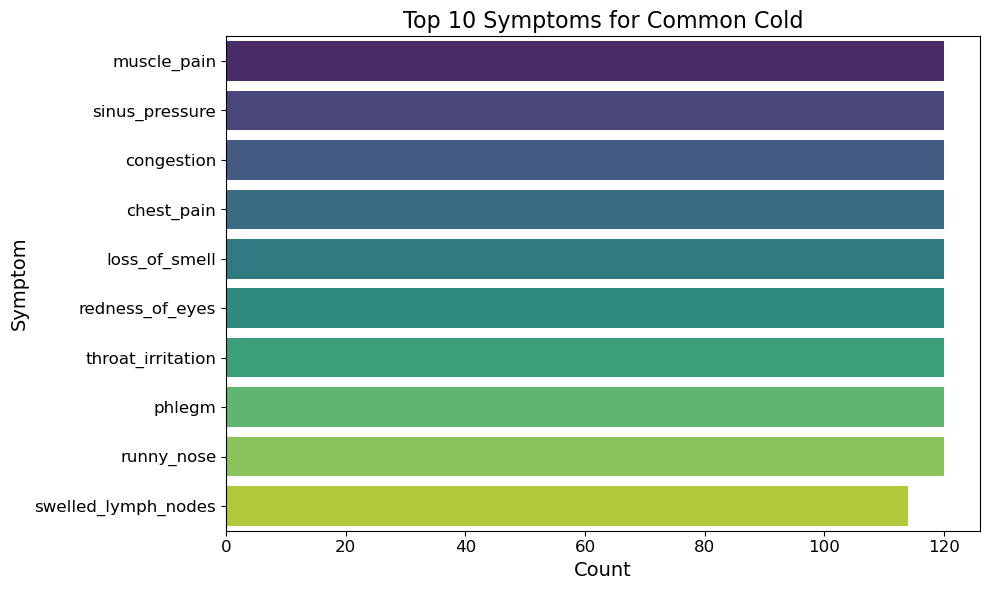 Top 10 Symptoms for Common Cold
Symptom
muscle_pain
sinus_pressure
congestion
chest_pain
loss_of_smell
redness_of_eyes
throat_irritation
phlegm
runny_nose
swelled_lymph_nodes
0 20 40 60 80 100 120
Count